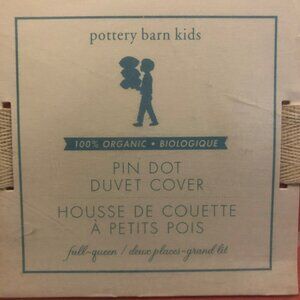 pottery barn kids
100% ORGANIC • BIOLOGIQUE
PIN DOT
DUVET COVER
HOUSSE DE COUETTE
À PETITS POIS
full-queen / deux places-grand lit